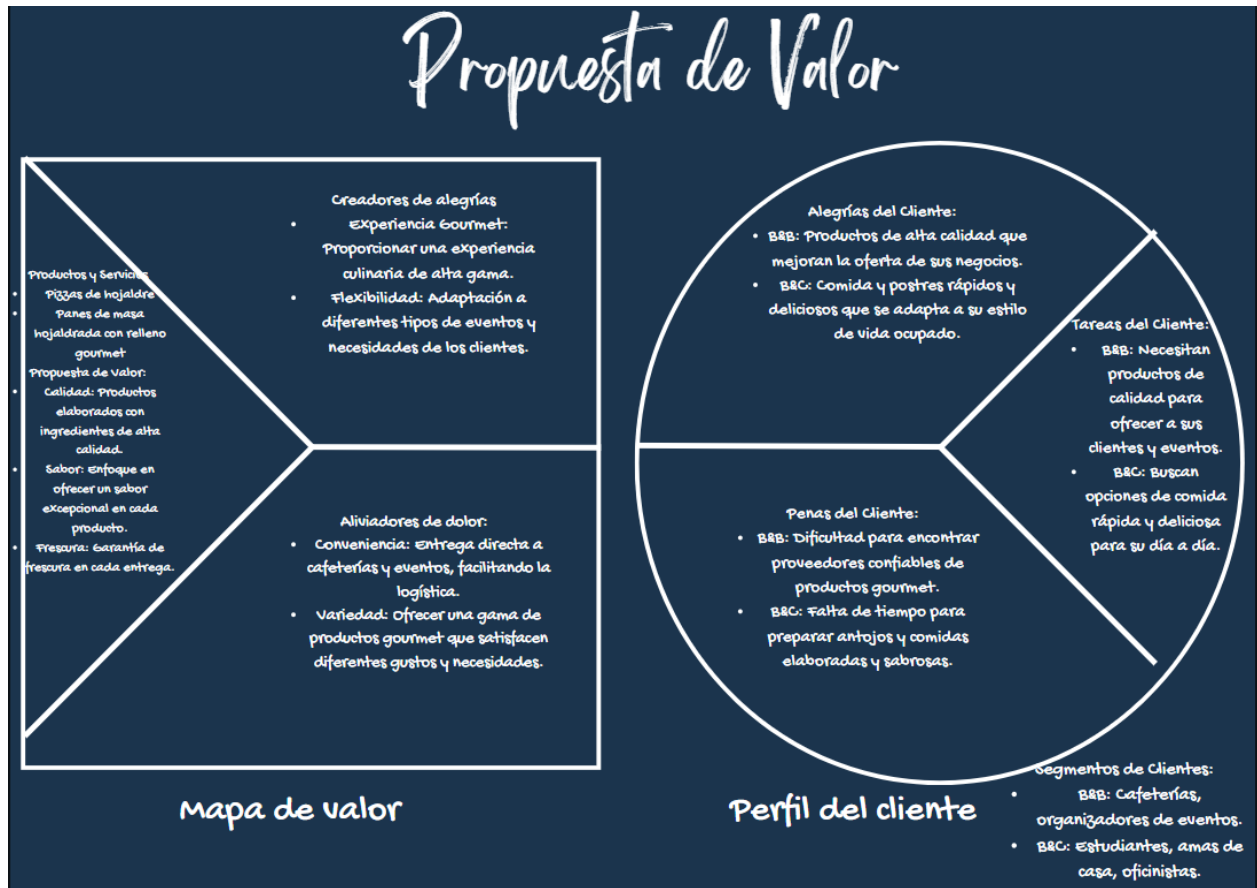 Propuesta de Valor
Productos y Servicios
• Pizzas de hojaldre
• Panes de masa
hojaldrada con relleno
gourmet
Propuesta de Valor:
• Calidad: Productos
elaborados con
ingredientes de alta
calidad.
• Sabor: Enfoque en
ofrecer un sabor
excepcional en cada
producto.
• Frescura: Garantía de
frescura en cada entrega.
Creadores de alegrías
• Experiencia Gourmet:
Proporcionar una experiencia
culinaria de alta gama.
• Flexibilidad: Adaptación a
diferentes tipos de eventos y
necesidades de los clientes.
Aliviadores de dolor:
• Conveniencia: Entrega directa a
cafeterías y eventos, facilitando la
logística.
• Variedad: Ofrecer una gama de
productos gourmet que satisfacen
diferentes gustos y necesidades.
Mapa de valor
Alegrías del Cliente:
• B&B: Productos de alta calidad que
mejoran la oferta de sus negocios.
• B&C: Comida y postres rápidos y
deliciosos que se adapta a su estilo
de vida ocupado.
Tareas del Cliente:
• B&B: Necesitan
productos de
calidad para
ofrecer a sus
clientes y eventos.
• B&C: Buscan
opciones de comida
rápida y deliciosa
para su día a día.
Penas del Cliente:
• B&B: Dificultad para encontrar
proveedores confiables de
productos gourmet.
• B&C: Falta de tiempo para
preparar antojos y comidas
elaboradas y sabrosas.
Perfil del cliente
Segmentos de Clientes:
• B&B: Cafeterías,
organizadores de eventos.
• B&C: Estudiantes, amas de
casa, oficinistas.